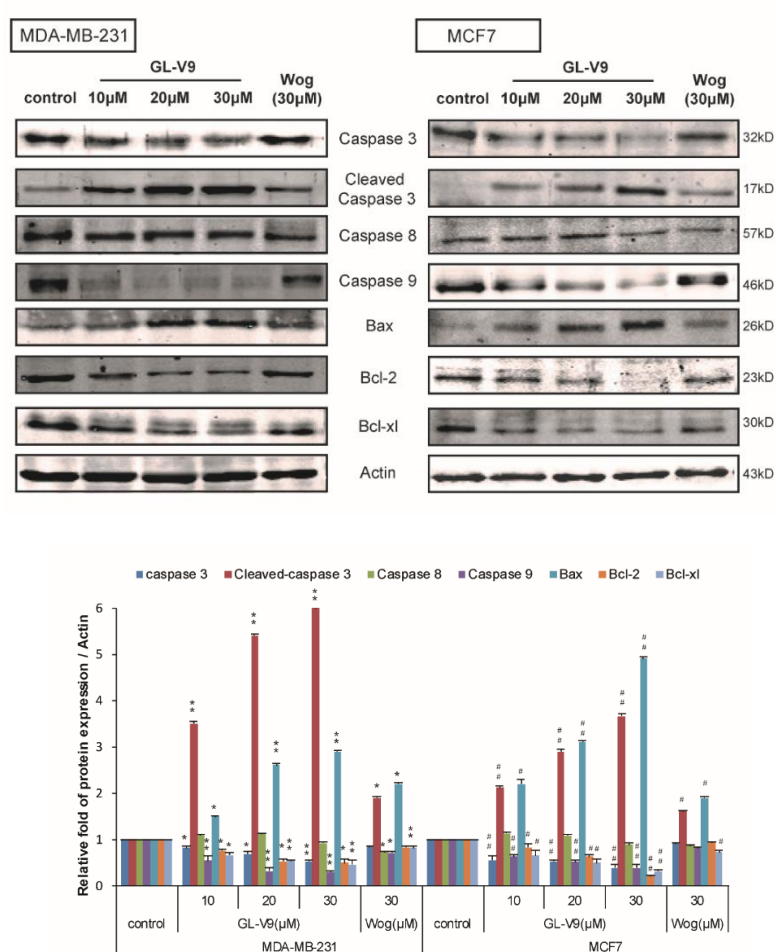 MDA-MB-231
MCF7
GL-V9
Wog
control 10µM 20µM 30µM (30µM)
GL-V9
Wog
control 10µM 20µM 30µM (30µM)
Caspase 3
32kD
Cleaved
Caspase 3
17kD
Caspase 8
57kD
Caspase 9
46kD
Bax
26kD
Bcl-2
23kD
Bcl-xl
30kD
Actin
43kD
caspase 3 Cleaved-caspase 3 Caspase 8 Caspase 9 Bax Bcl-2 Bcl-xl
Relative fold of protein expression / Actin
6
5
4
3
2
1
0
10 20 30 30 10 20 30 30
control GL-V9(µM) Wog(µM) control GL-V9(µM) Wog(µM)
MDA-MB-231 MCF7